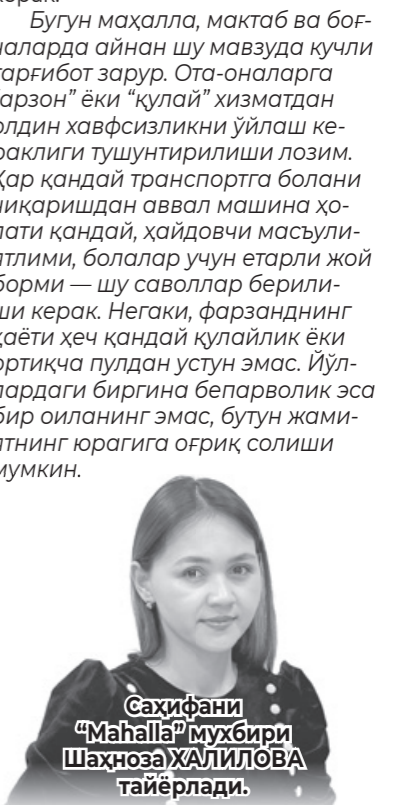 Бугун маҳалла, мактаб ва боғ-
чаларда айнан шу мавзуда кучли
тарғибот зарур. Ота-оналарга
“арзон” ёки “қулай” хизматдан
олдин хавфсизликни ўйлаш ке-
раклиги тушунтирилиши лозим.
Ҳар қандай транспортга болани
чиқаришдан аввал машина ҳо-
лати қандай, ҳайдовчи масъули-
ятлими, болалар учун етарли жой
борми — шу саволлар берили-
ши керак. Негаки, фарзанднинг
ҳаёти ҳеч қандай қулайлик ёки
ортиқча пулдан устун эмас. Йўл-
лардаги биргина бепарволик эса
бир оиланинг эмас, бутун жами-
ятнинг юрагига оғриқ солиши
мумкин.
Саҳифани
“Mahalla” мухбири
Шаҳноза ХАЛИЛОВА
тайёрлади.